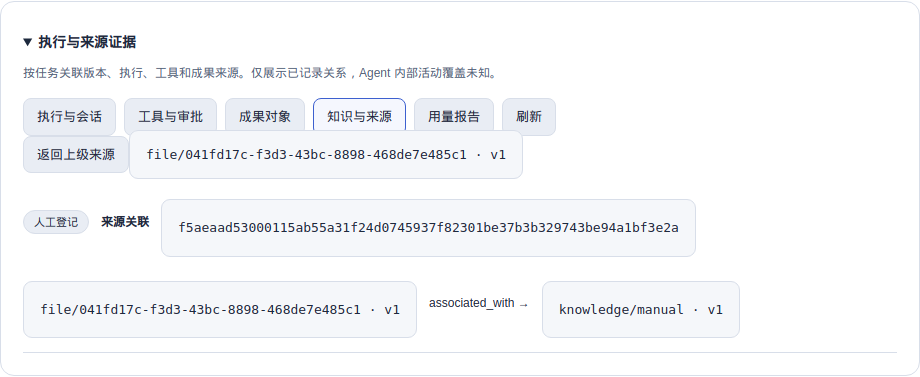 ▼ 执行与来源证据
按任务关联版本、执行、工具和成果来源。仅展示已记录关系，Agent 内部活动覆盖未知。
执行与会话 工具与审批 成果对象 知识与来源 用量报告 刷新
返回上级来源 file/041fd17c-f3d3-43bc-8898-468de7e485c1 · v1
人工登记 来源关联 f5aeaad53000115ab55a31f24d0745937f82301be37b3b329743be94a1bf3e2a
file/041fd17c-f3d3-43bc-8898-468de7e485c1 · v1 associated_with → knowledge/manual · v1